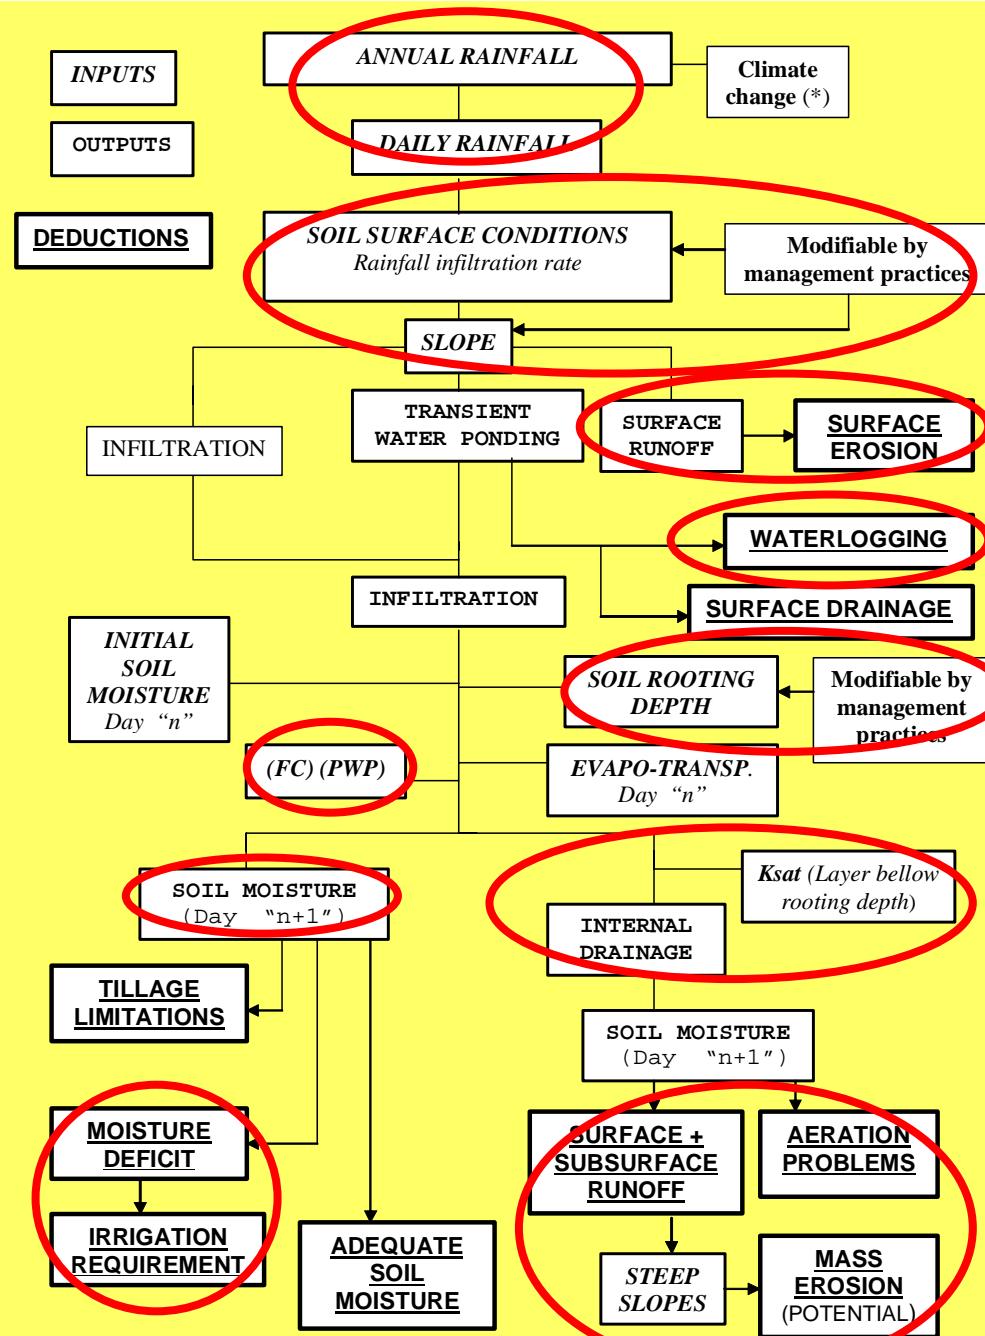 INPUTS
ANNUAL RAINFALL
Climate
change (*)
OUTPUTS
DAILY RAINFALL
DEDUCTIONS
SOIL SURFACE CONDITIONS
Rainfall infiltration rate
Modifiable by
management practices
SLOPE
INFILTRATION
TRANSIENT
WATER PONDING
SURFACE
RUNOFF
SURFACE
EROSION
WATERLOGGING
INFILTRATION
SURFACE DRAINAGE
INITIAL
SOIL
MOISTURE
Day “n”
SOIL ROOTING
DEPTH
Modifiable by
management
practices
(FC) (PWP)
EVAPO-TRANSP.
Day “n”
SOIL MOISTURE
(Day “n+1”)
Ksat (Layer bellow
rooting depth)
INTERNAL
DRAINAGE
TILLAGE
LIMITATIONS
SOIL MOISTURE
(Day “n+1”)
MOISTURE
DEFICIT
SURFACE +
SUBSURFACE
RUNOFF
AERATION
PROBLEMS
IRRIGATION
REQUIREMENT
ADEQUATE
SOIL
MOISTURE
STEEP
SLOPES
MASS
EROSION
(POTENTIAL)